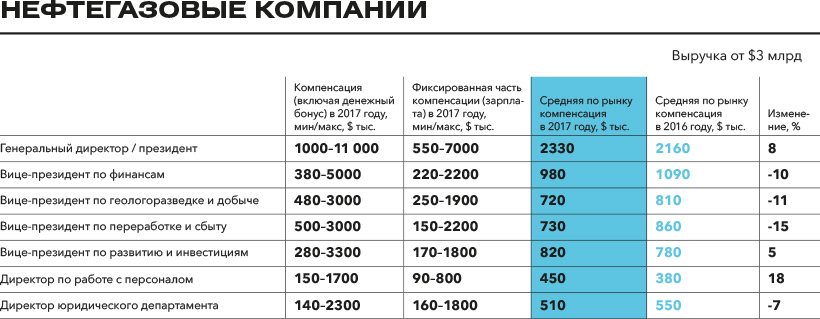 НЕФТЕГАЗОВЫЕ КОМПАНИИ
Выручка от $3 млрд
Компенсация (включая денежный бонус) в 2017 году, мин/макс, $ тыс.
Фиксированная часть компенсации (зарплата) в 2017 году, мин/макс, $ тыс.
Средняя по рынку компенсация в 2017 году, $ тыс.
Средняя по рынку компенсация в 2016 году, $ тыс.
Изменение, %
Генеральный директор / президент 1000–11 000 550–7000 2330 2160 8
Вице-президент по финансам 380–5000 220–2200 980 1090 -10
Вице-президент по геологоразведке и добыче 480–3000 250–1900 720 810 -11
Вице-президент по переработке и сбыту 500–3000 150–2200 730 860 -15
Вице-президент по развитию и инвестициям 280–3300 170–1800 820 780 5
Директор по работе с персоналом 150–1700 90–800 450 380 18
Директор юридического департамента 140–2300 160–1800 510 550 -7